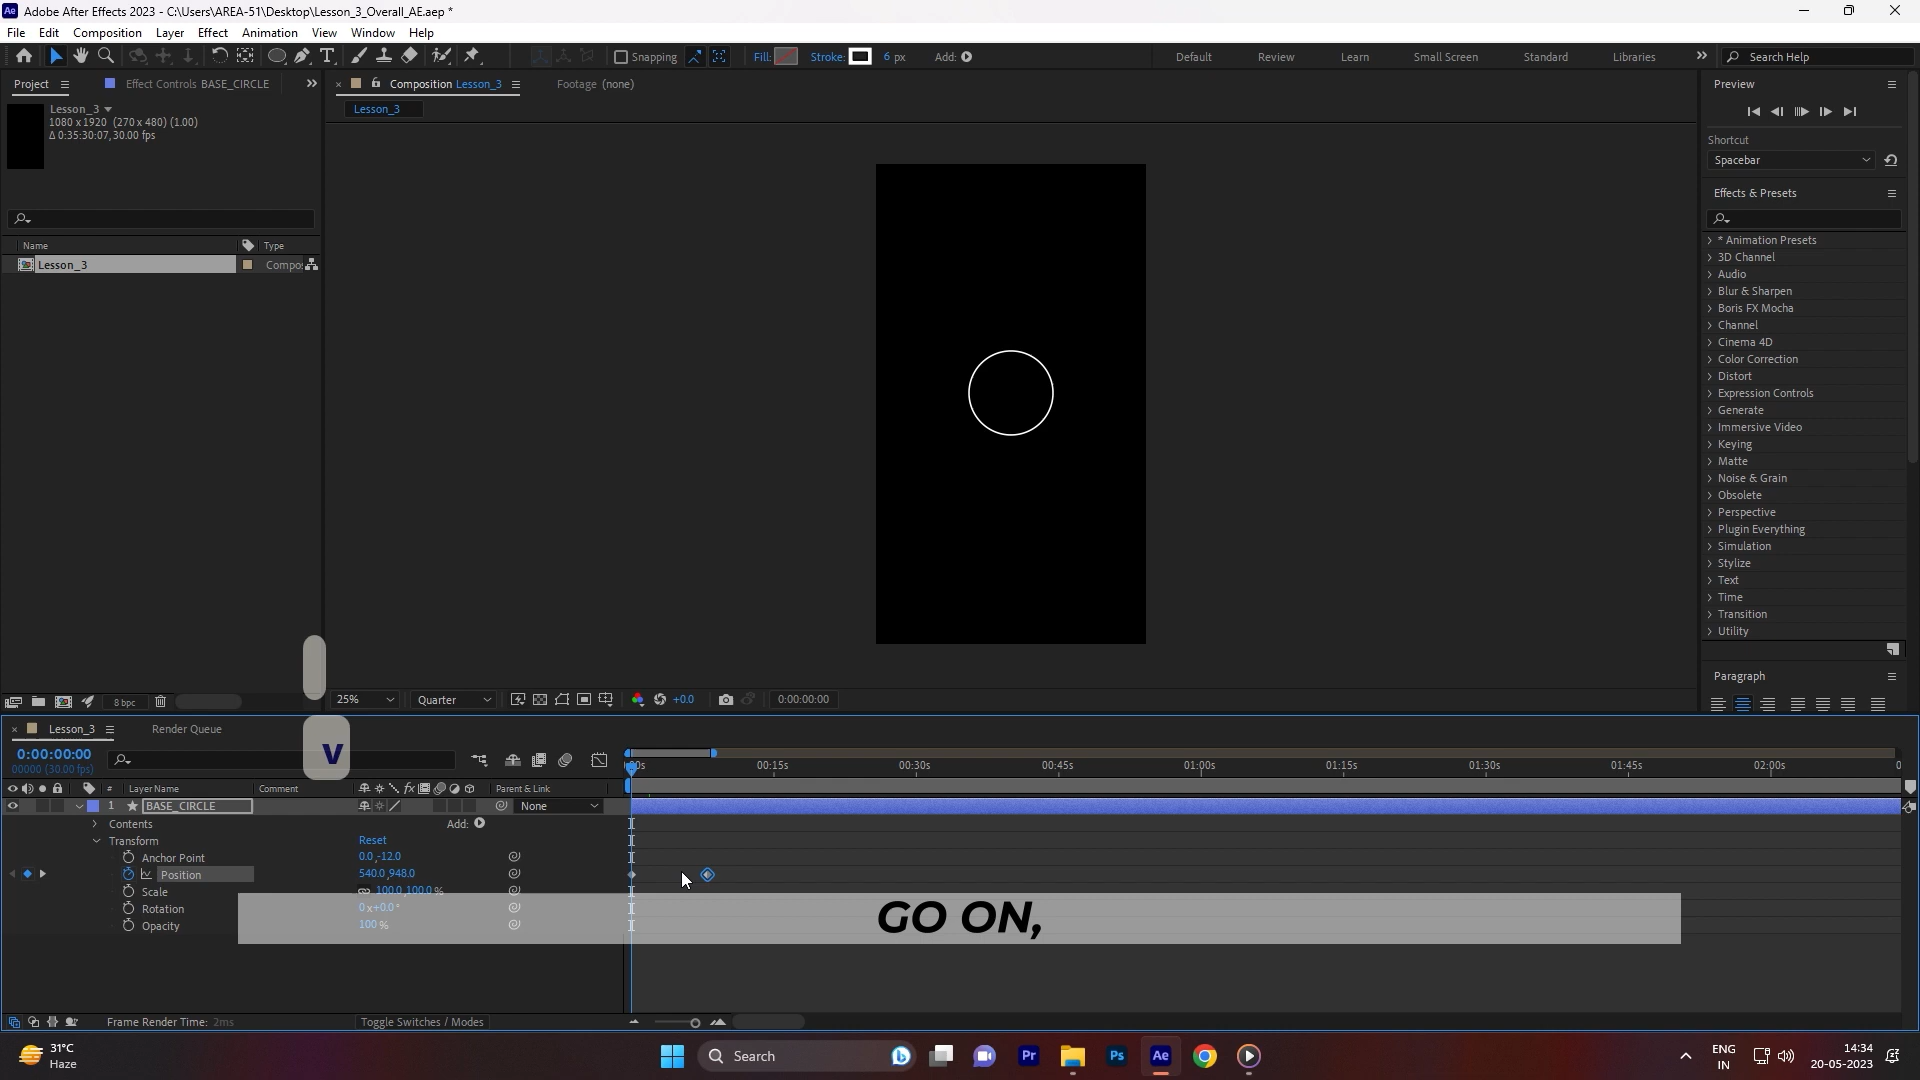 Ae Adobe After Effects 2023 - C:\Users\AREA-51\Desktop\Lesson_3_Overall_AE.aep *
File Edit Composition Layer Effect Animation View Window Help
Snapping Fill: Stroke: 6 px Add: Default Review Learn Small Screen Standard Libraries Search Help
Project Effect Controls BASE_CIRCLE Composition Lesson_3 Footage (none) Preview
Lesson_3
1080 x 1920 (270 x 480) (1.00)
Δ 0:35:30:07, 30.00 fps
Lesson_3
Shortcut
Spacebar
Effects & Presets
Name Type
Lesson_3 Compo
* Animation Presets
3D Channel
Audio
Blur & Sharpen
Boris FX Mocha
Channel
Cinema 4D
Color Correction
Distort
Expression Controls
Generate
Immersive Video
Keying
Matte
Noise & Grain
Obsolete
Perspective
Plugin Everything
Simulation
Stylize
Text
Time
Transition
Utility
Paragraph
8 bpc 25% Quarter +0.0 0:00:00:00
Lesson_3 Render Queue
v
0:00:00:00
00000 (30.00 fps)
00s 00:15s 00:30s 00:45s 01:00s 01:15s 01:30s 01:45s 02:00s 0
# Layer Name Comment fx Parent & Link
1 BASE_CIRCLE None
Contents Add:
Transform Reset
Anchor Point 0.0,-12.0
Position 540.0,948.0
Scale 100.0,100.0 %
Rotation 0x+0.0°
Opacity 100 %
GO ON,
Frame Render Time: 2ms Toggle Switches / Modes
31°C
Haze
Search
Pr Ps Ae
ENG
IN
14:34
20-05-2023